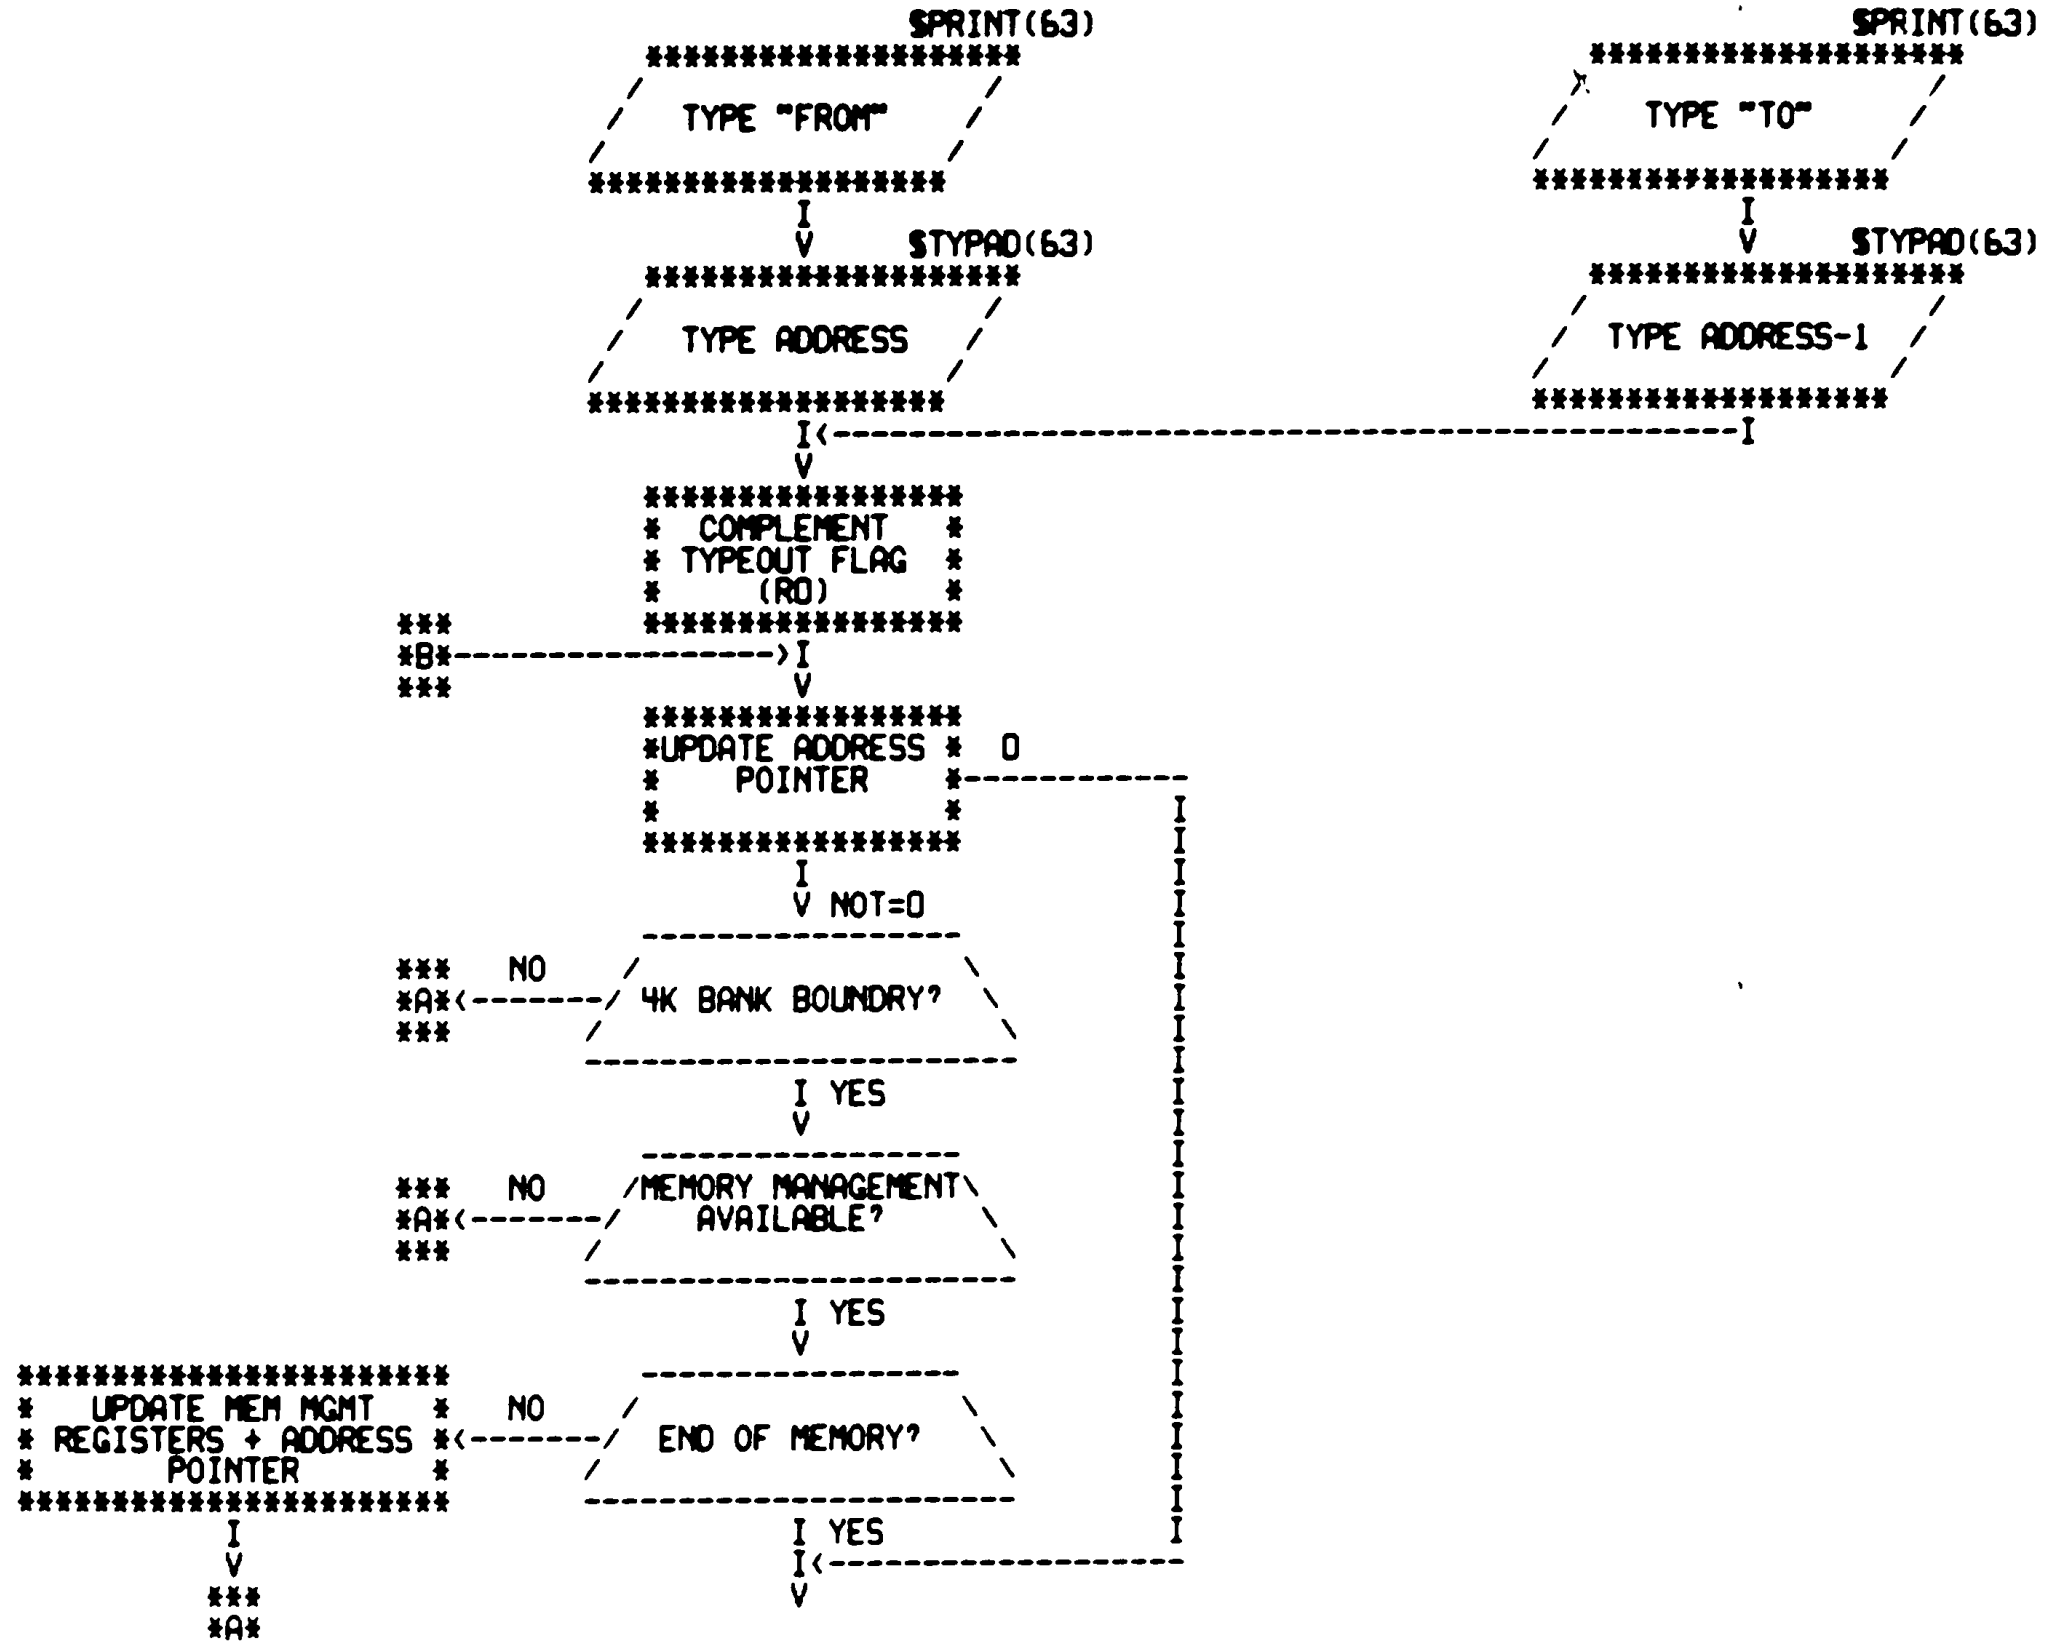 $PRINT(63) $PRINT(63)
TYPE "FROM" TYPE "TO"
$TYPAD(63) $TYPAD(63)
TYPE ADDRESS TYPE ADDRESS-1
COMPLEMENT
TYPEOUT FLAG
(R0)
*B*
UPDATE ADDRESS 0
POINTER
NOT=0
NO
*A* 4K BANK BOUNDRY?
YES
NO MEMORY MANAGEMENT
*A* AVAILABLE?
YES
UPDATE MEM MGMT NO
REGISTERS + ADDRESS END OF MEMORY?
POINTER
YES
*A*